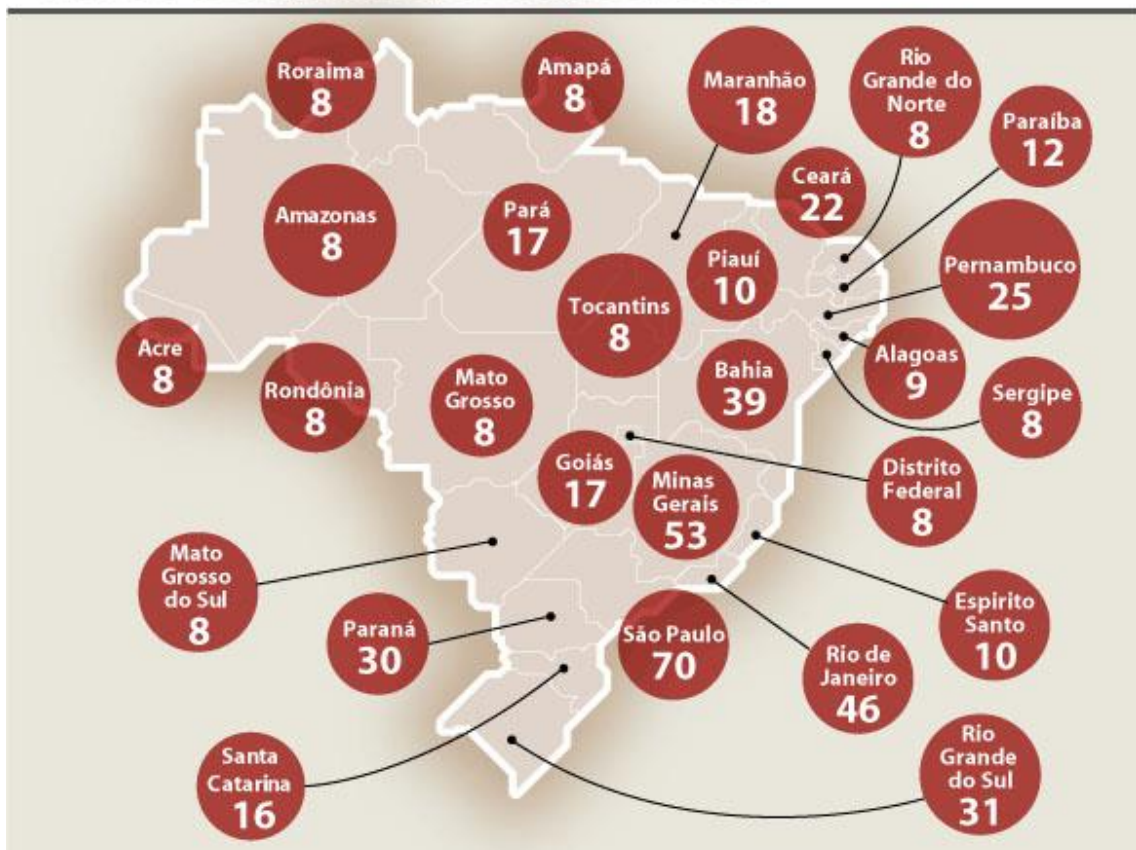 Roraima
8
Amapá
8
Maranhão
18
Rio
Grande do
Norte
8
Paraíba
12
Ceará
22
Amazonas
8
Pará
17
Piauí
10
Pernambuco
25
Tocantins
8
Acre
8
Rondônia
8
Mato
Grosso
8
Bahia
39
Alagoas
9
Sergipe
8
Goiás
17
Minas
Gerais
53
Distrito
Federal
8
Mato
Grosso
do Sul
8
Paraná
30
São Paulo
70
Rio de
Janeiro
46
Espirito
Santo
10
Santa
Catarina
16
Rio
Grande
do Sul
31